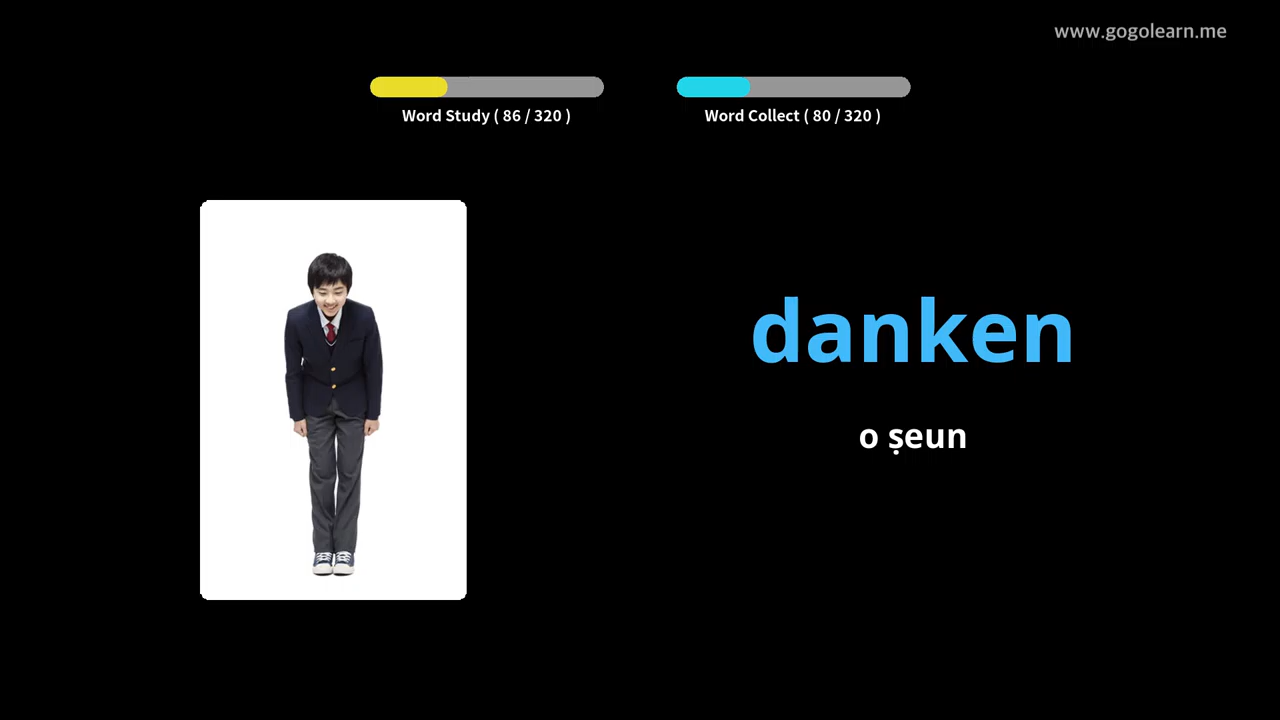 www.gogolearn.me
Word Study ( 86 / 320 )
Word Collect ( 80 / 320 )
danken
o ṣeun